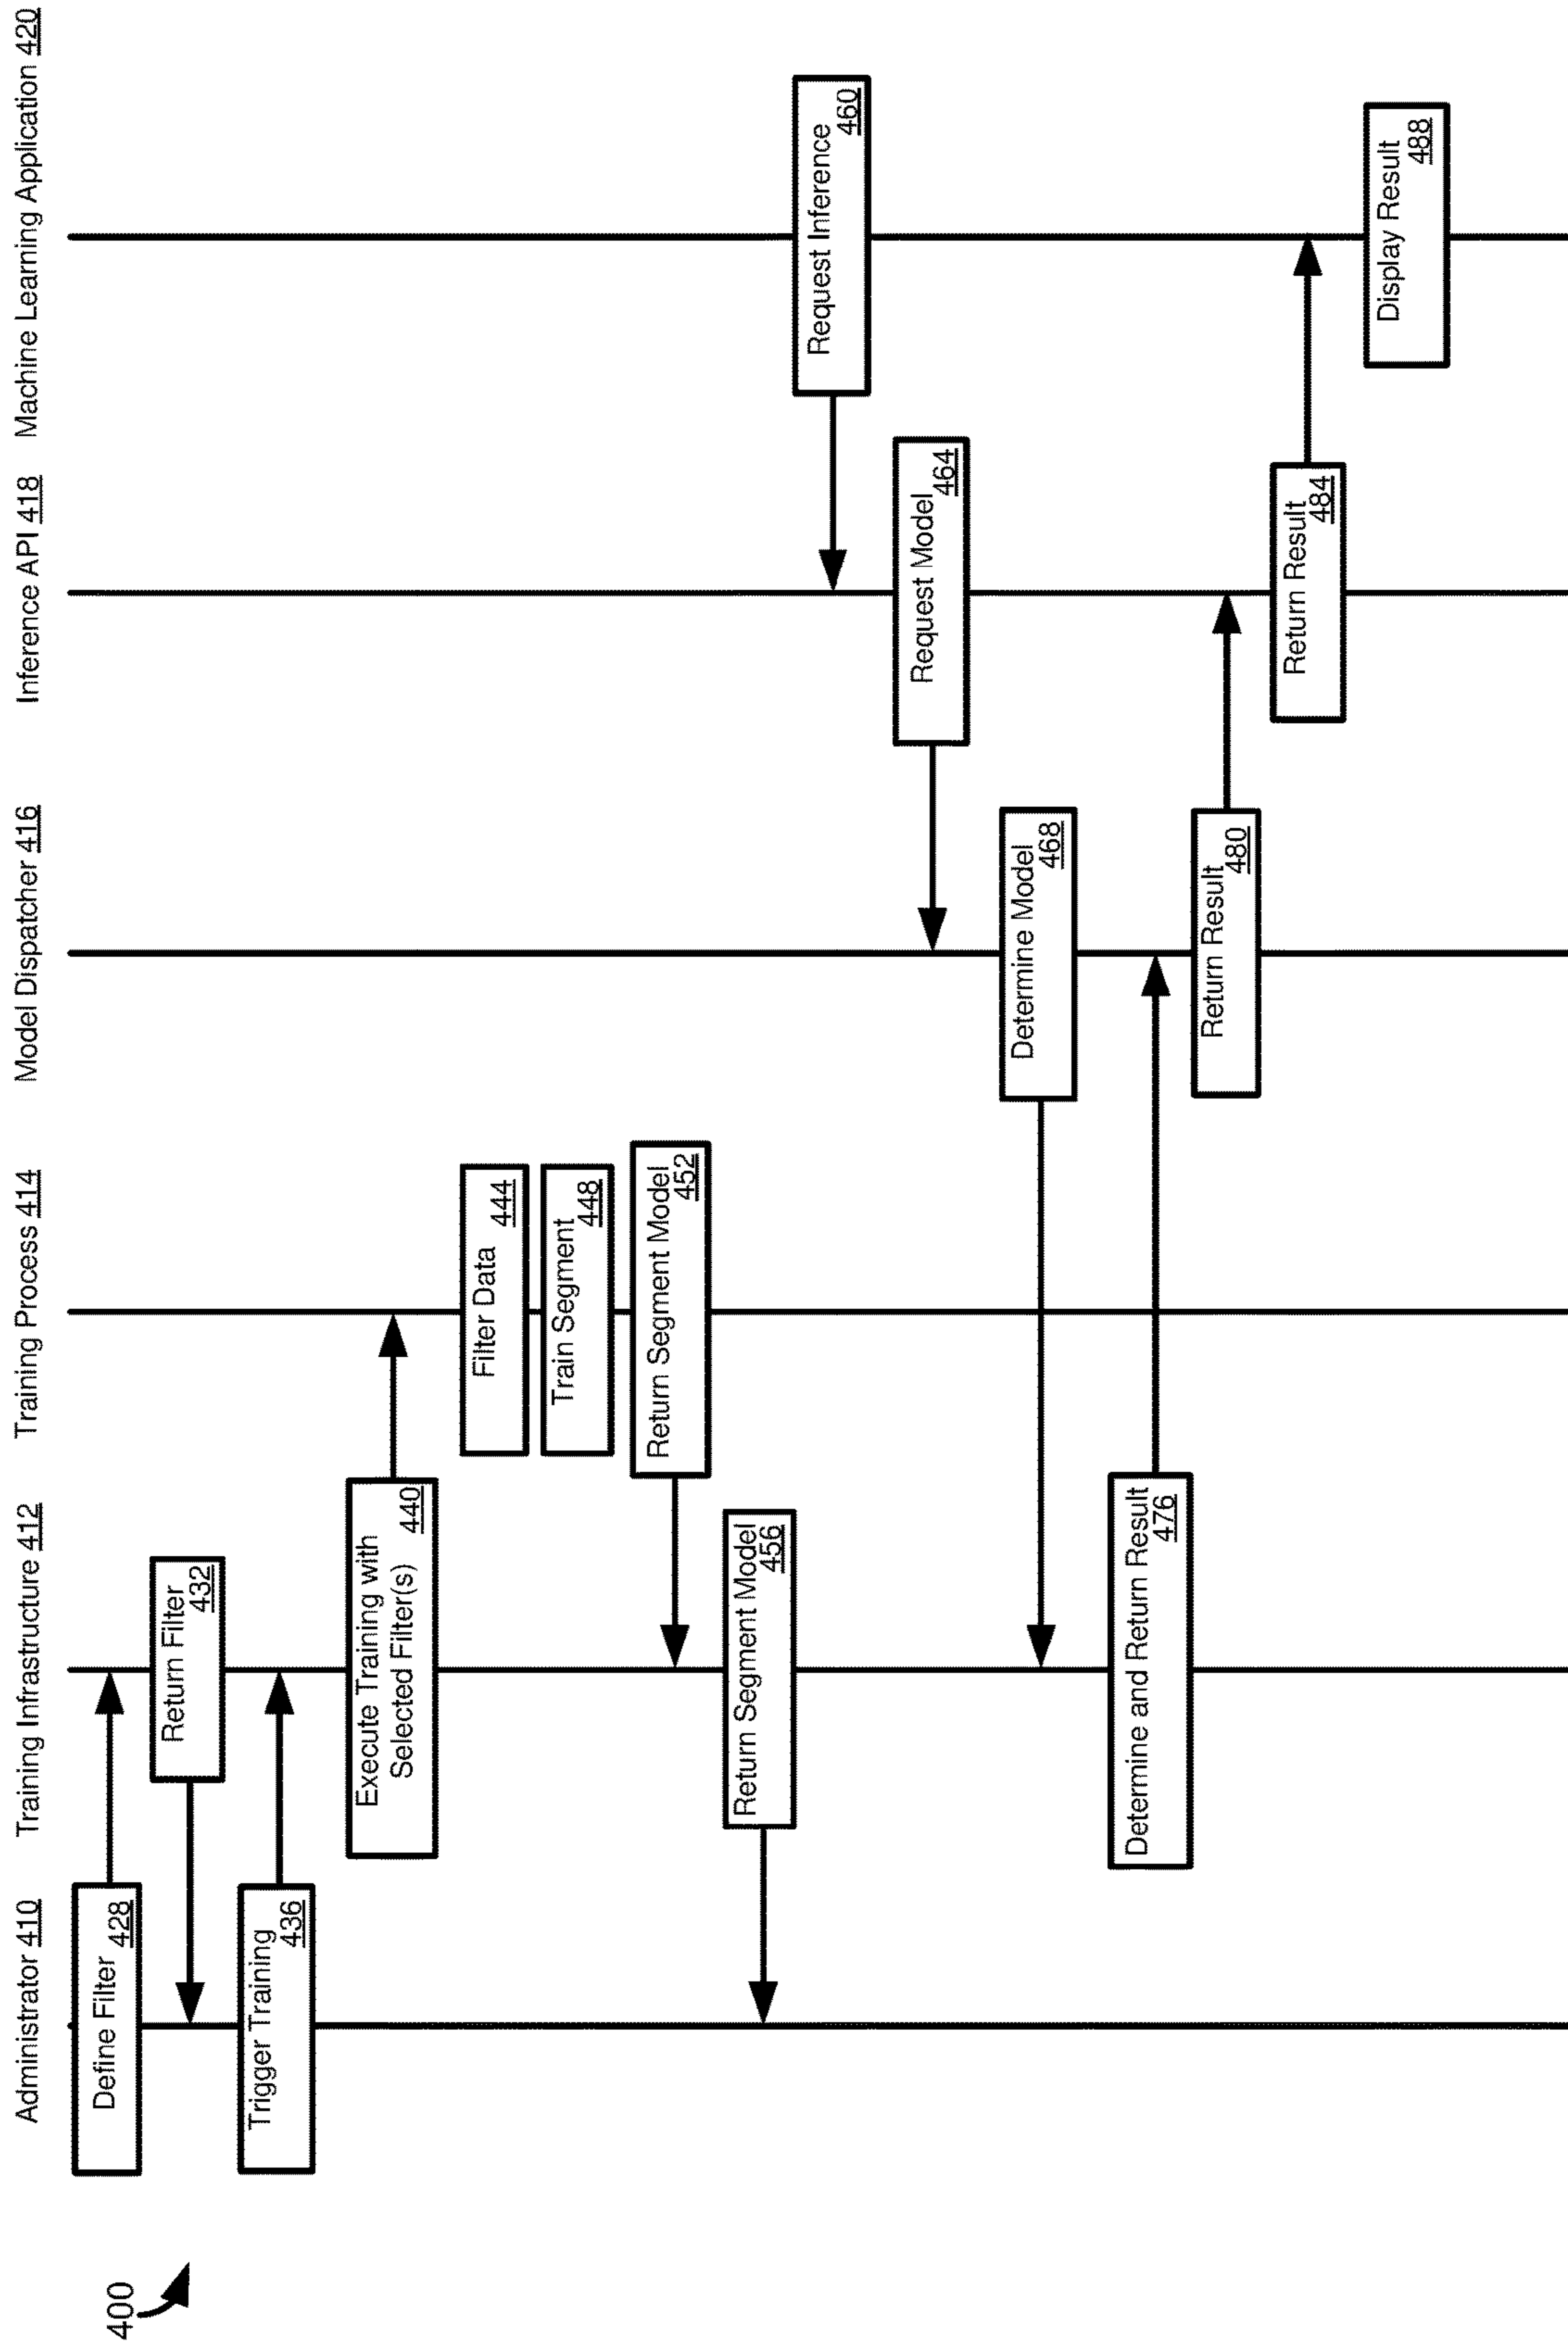 400
Administrator 410
Training Infrastructure 412
Training Process 414
Model Dispatcher 416
Inference API 418
Machine Learning Application 420
Define Filter
428
Return Filter
432
Trigger Training
436
Execute Training with
440
Selected Filter(s)
Filter Data
444
Train Segment
448
Return Segment Model
452
Return Segment Model
456
Request Inference
460
Request Model
464
Determine Model
468
Determine and Return Result
476
Return Result
480
Return Result
484
Display Result
488